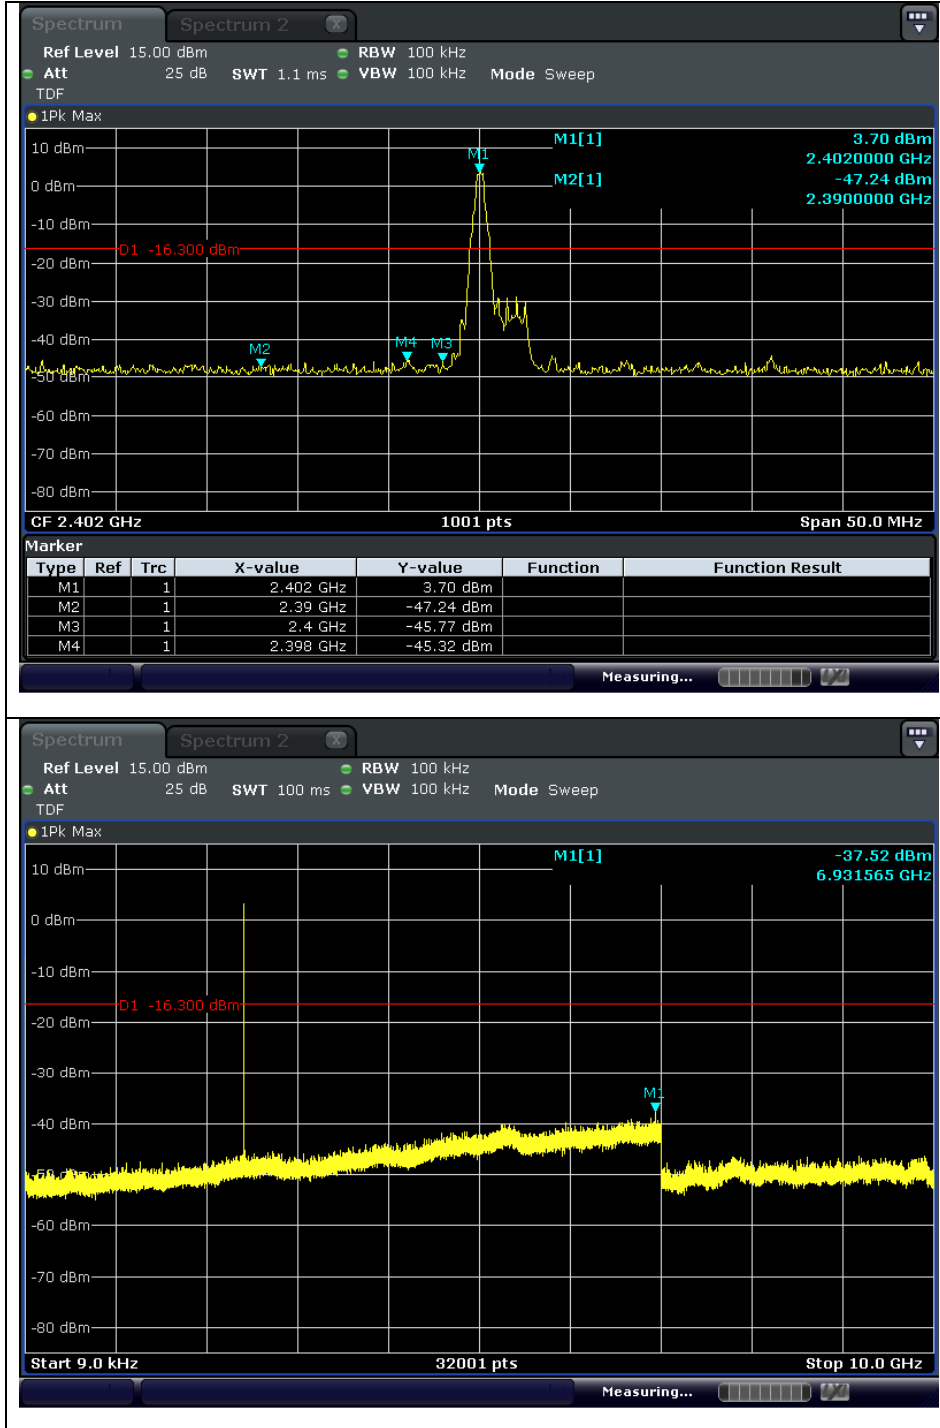 Spectrum Spectrum 2 X
Ref Level 15.00 dBm RBW 100 kHz
Att 25 dB SWT 1.1 ms VBW 100 kHz Mode Sweep
TDF
1Pk Max
M1[1] 3.70 dBm
2.4020000 GHz
M2[1] -47.24 dBm
2.3900000 GHz
10 dBm
M1
0 dBm
-10 dBm
D1 -16.300 dBm
-20 dBm
-30 dBm
-40 dBm
M2 M4 M3
-50 dBm
-60 dBm
-70 dBm
-80 dBm
CF 2.402 GHz 1001 pts Span 50.0 MHz
Marker
Type Ref Trc X-value Y-value Function Function Result
M1 1 2.402 GHz 3.70 dBm
M2 1 2.39 GHz -47.24 dBm
M3 1 2.4 GHz -45.77 dBm
M4 1 2.398 GHz -45.32 dBm
Measuring...
Spectrum Spectrum 2 X
Ref Level 15.00 dBm RBW 100 kHz
Att 25 dB SWT 100 ms VBW 100 kHz Mode Sweep
TDF
1Pk Max
M1[1] -37.52 dBm
6.931565 GHz
10 dBm
0 dBm
-10 dBm
D1 -16.300 dBm
-20 dBm
-30 dBm
M1
-40 dBm
-50 dBm
-60 dBm
-70 dBm
-80 dBm
Start 9.0 kHz 32001 pts Stop 10.0 GHz
Measuring...